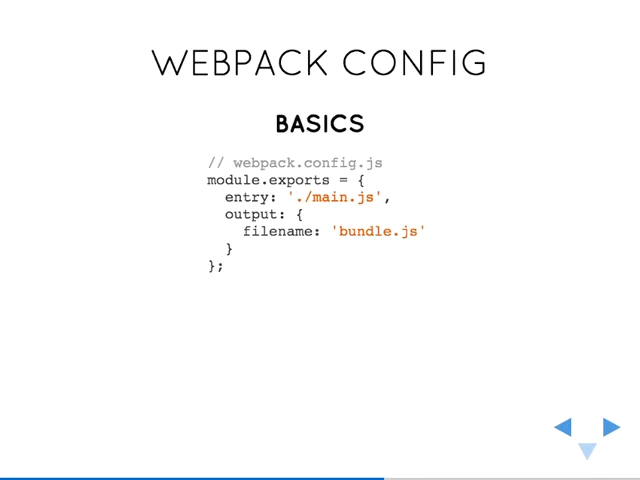 WEBPACK CONFIG
BASICS
// webpack.config.js
module.exports = {
  entry: './main.js',
  output: {
    filename: 'bundle.js'
  }
};